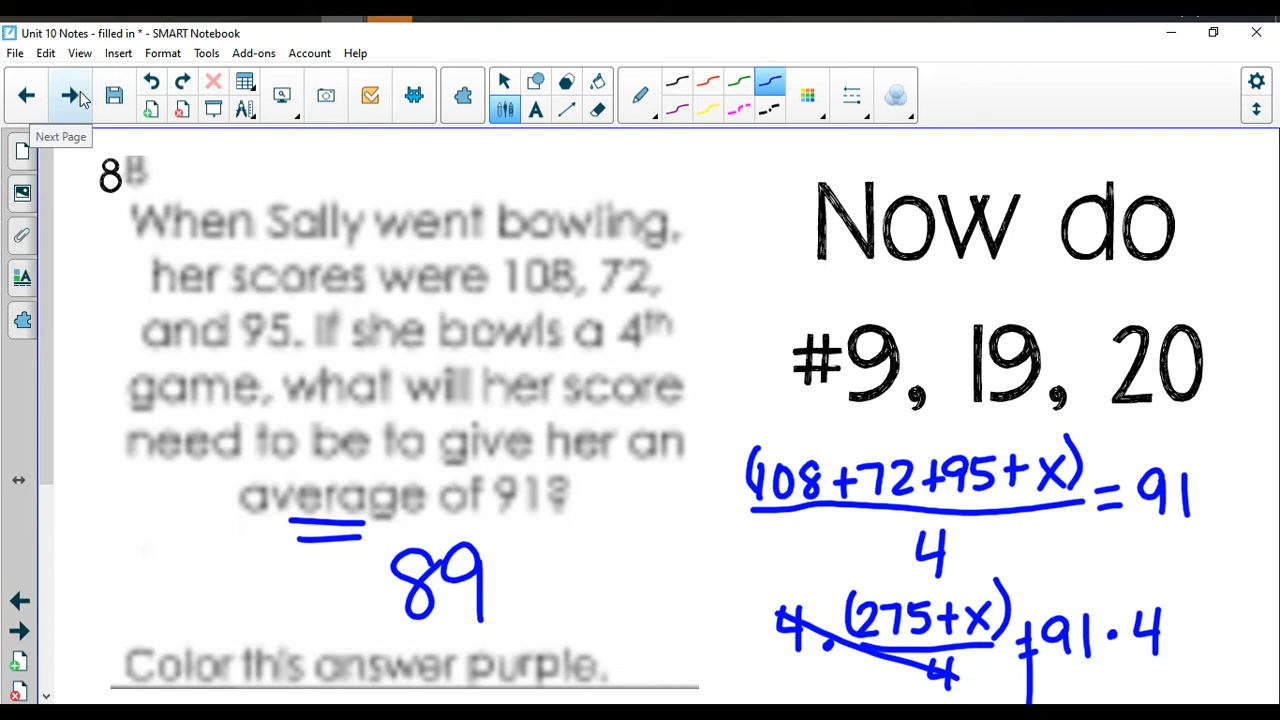 Unit 10 Notes - filled in * - SMART Notebook
File Edit View Insert Format Tools Add-ons Account Help
Next Page
8
8
When Sally went bowling,
her scores were 108, 72,
and 95. If she bowls a 4th
game, what will her score
need to be to give her an
average of 91?
89
Color this answer purple.
Now do
#9, 19, 20
(108+72+95+x)
= 91
4
4 · (275+x) = 91 · 4
4